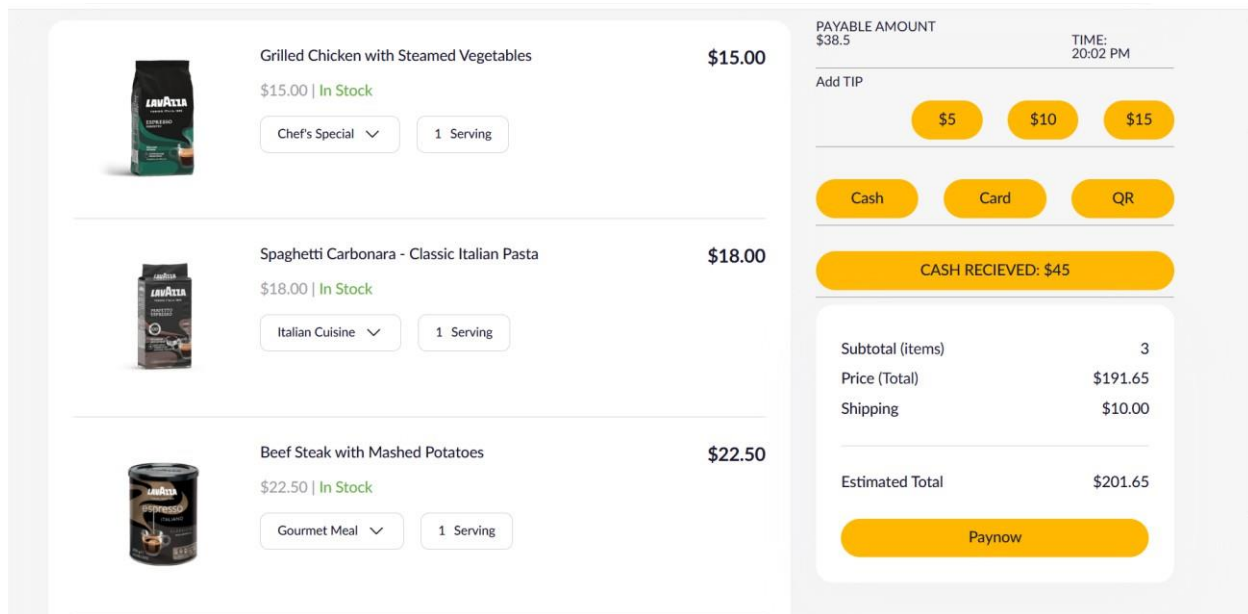 Grilled Chicken with Steamed Vegetables
$15.00
$15.00 | In Stock
Chef's Special
1 Serving
LAVAZZA
ESPRESSO
Spaghetti Carbonara - Classic Italian Pasta
$18.00
$18.00 | In Stock
Italian Cuisine
1 Serving
LAVAZZA
LAVAZZA
Beef Steak with Mashed Potatoes
$22.50
$22.50 | In Stock
Gourmet Meal
1 Serving
LAVAZZA
espresso
ITALIANO
PAYABLE AMOUNT
$38.5
TIME:
20:02 PM
Add TIP
$5 $10 $15
Cash Card QR
CASH RECIEVED: $45
Subtotal (items) 3
Price (Total) $191.65
Shipping $10.00
Estimated Total $201.65
Paynow